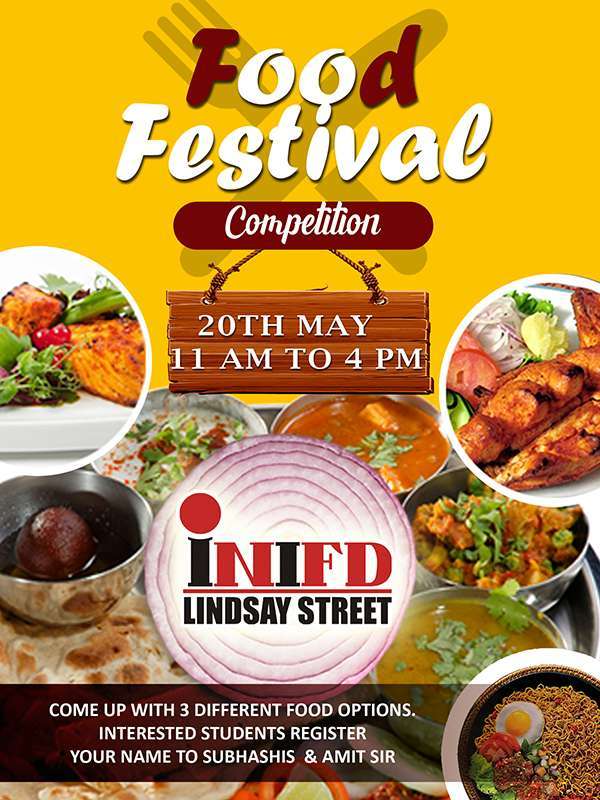 Food
Festival
Competition
20TH MAY
11 AM TO 4 PM
iNIFD
LINDSAY STREET
COME UP WITH 3 DIFFERENT FOOD OPTIONS.
INTERESTED STUDENTS REGISTER
YOUR NAME TO SUBHASHIS & AMIT SIR